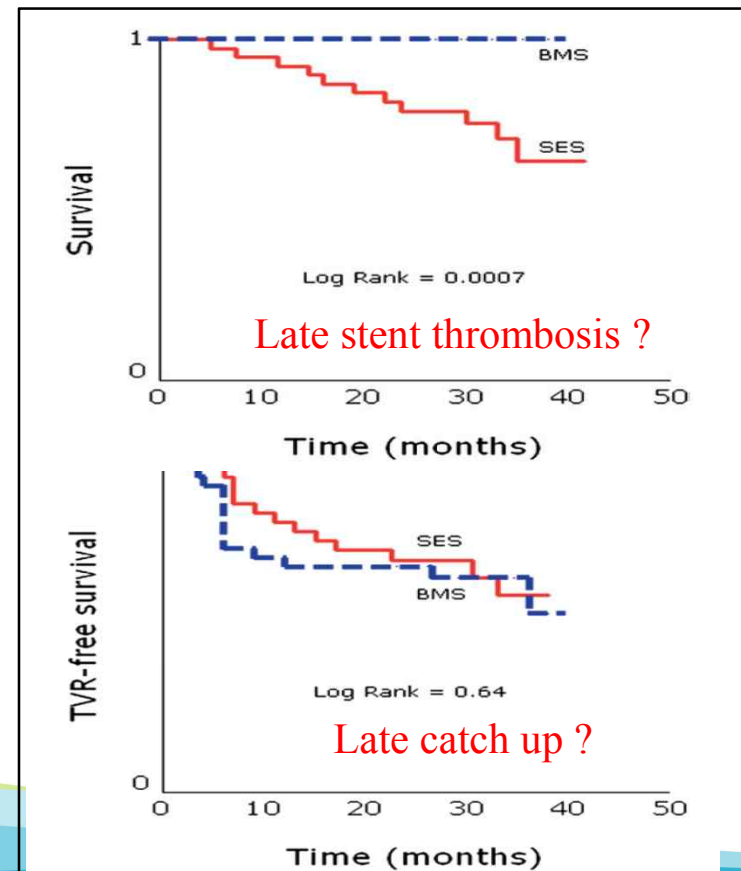 1
BMS
SES
Survival
Log Rank = 0.0007
Late stent thrombosis ?
0
0 10 20 30 40 50
Time (months)
SES
BMS
TVR-free survival
Log Rank = 0.64
Late catch up ?
0
0 10 20 30 40 50
Time (months)